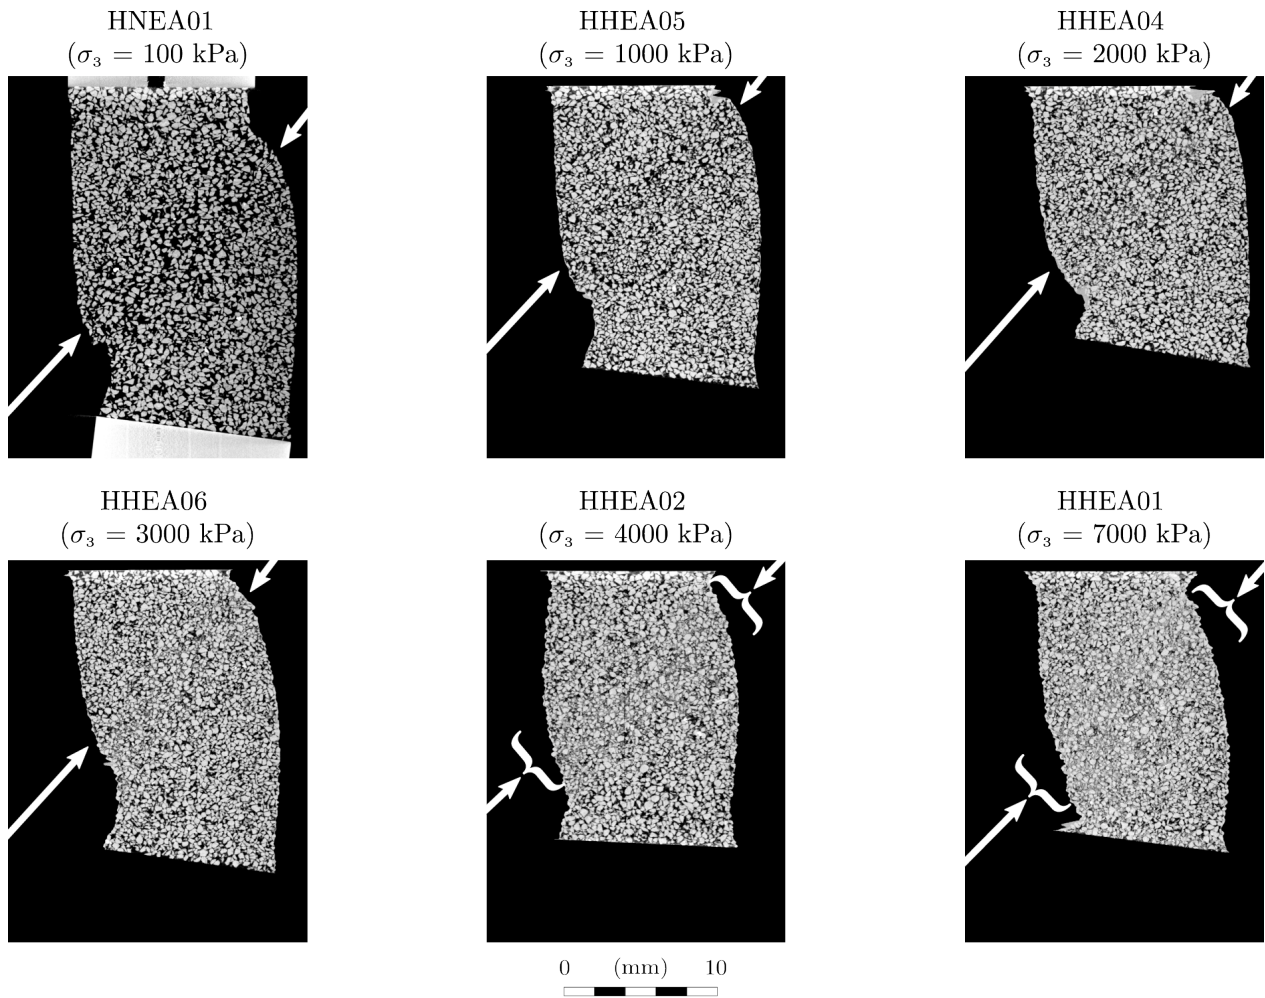 HNEA01
(σ₃ = 100 kPa)
HHEA05
(σ₃ = 1000 kPa)
HHEA04
(σ₃ = 2000 kPa)
HHEA06
(σ₃ = 3000 kPa)
HHEA02
(σ₃ = 4000 kPa)
HHEA01
(σ₃ = 7000 kPa)
0 (mm) 10